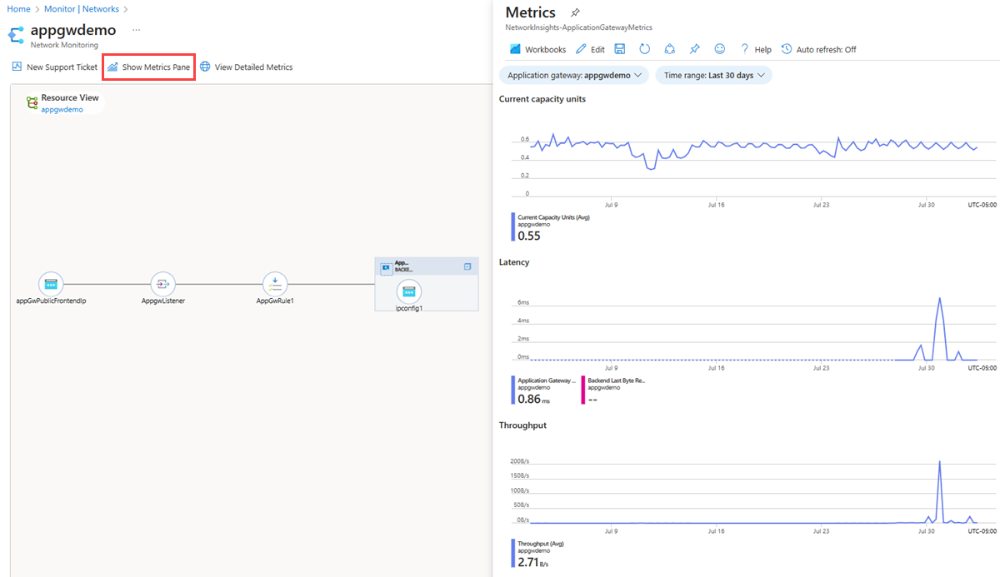 Home > Monitor | Networks >
appgwdemo ...
Network Monitoring
New Support Ticket Show Metrics Pane View Detailed Metrics
Resource View
appgwdemo
appGwPublicFrontendIp
AppgwListener
AppGwRule1
App...
BACKE...
ipconfig1
Metrics
NetworkInsights-ApplicationGatewayMetrics
Workbooks Edit ? Help Auto refresh: Off
Application gateway: appgwdemo Time range: Last 30 days
Current capacity units
0.6
0.4
0.2
0
Jul 9 Jul 16 Jul 23 Jul 30 UTC-05:00
Current Capacity Units (Avg)
appgwdemo
0.55
Latency
6ms
4ms
2ms
0ms
Jul 9 Jul 16 Jul 23 Jul 30 UTC-05:00
Application Gateway ... Backend Last Byte Re...
appgwdemo appgwdemo
0.86 ms --
Throughput
200B/s
150B/s
100B/s
50B/s
0B/s
Jul 9 Jul 16 Jul 23 Jul 30 UTC-05:00
Throughput (Avg)
appgwdemo
2.71 B/s